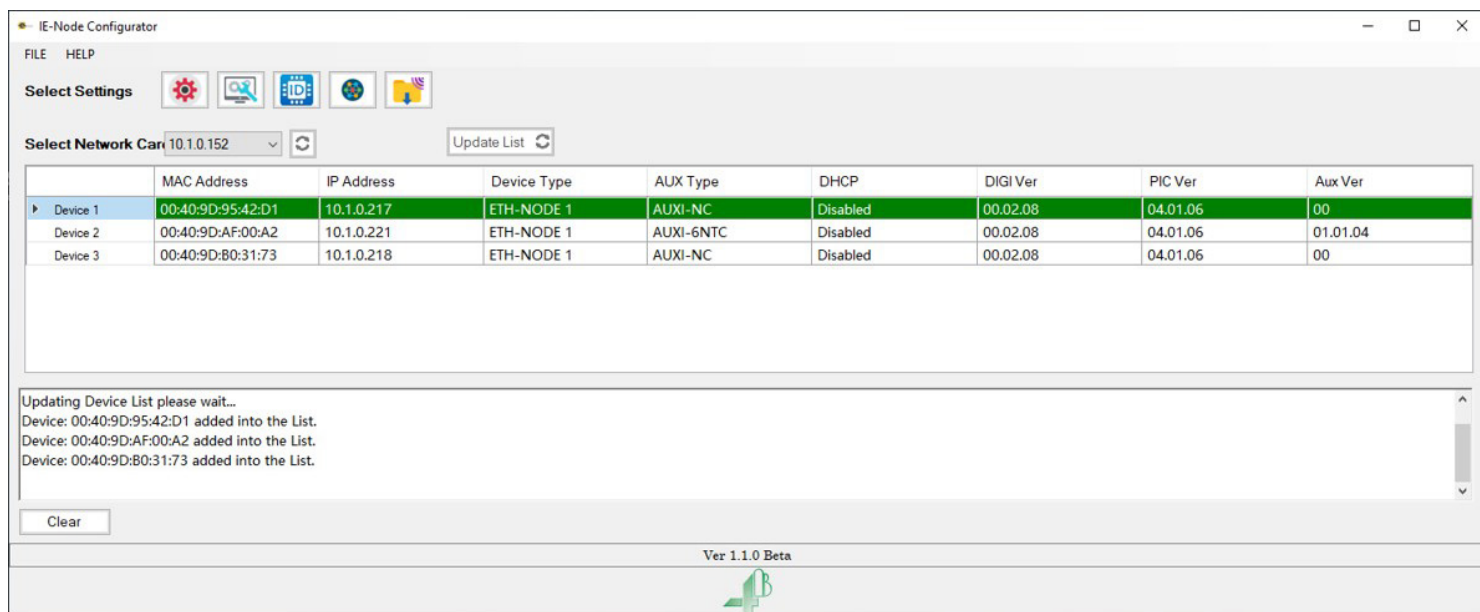 IE-Node Configurator
FILE HELP
Select Settings
ID
Select Network Car 10.1.0.152 Update List
MAC Address IP Address Device Type AUX Type DHCP DIGI Ver PIC Ver Aux Ver
Device 1 00:40:9D:95:42:D1 10.1.0.217 ETH-NODE 1 AUXI-NC Disabled 00.02.08 04.01.06 00
Device 2 00:40:9D:AF:00:A2 10.1.0.221 ETH-NODE 1 AUXI-6NTC Disabled 00.02.08 04.01.06 01.01.04
Device 3 00:40:9D:B0:31:73 10.1.0.218 ETH-NODE 1 AUXI-NC Disabled 00.02.08 04.01.06 00
Updating Device List please wait...
Device: 00:40:9D:95:42:D1 added into the List.
Device: 00:40:9D:AF:00:A2 added into the List.
Device: 00:40:9D:B0:31:73 added into the List.
Clear
Ver 1.1.0 Beta
4B